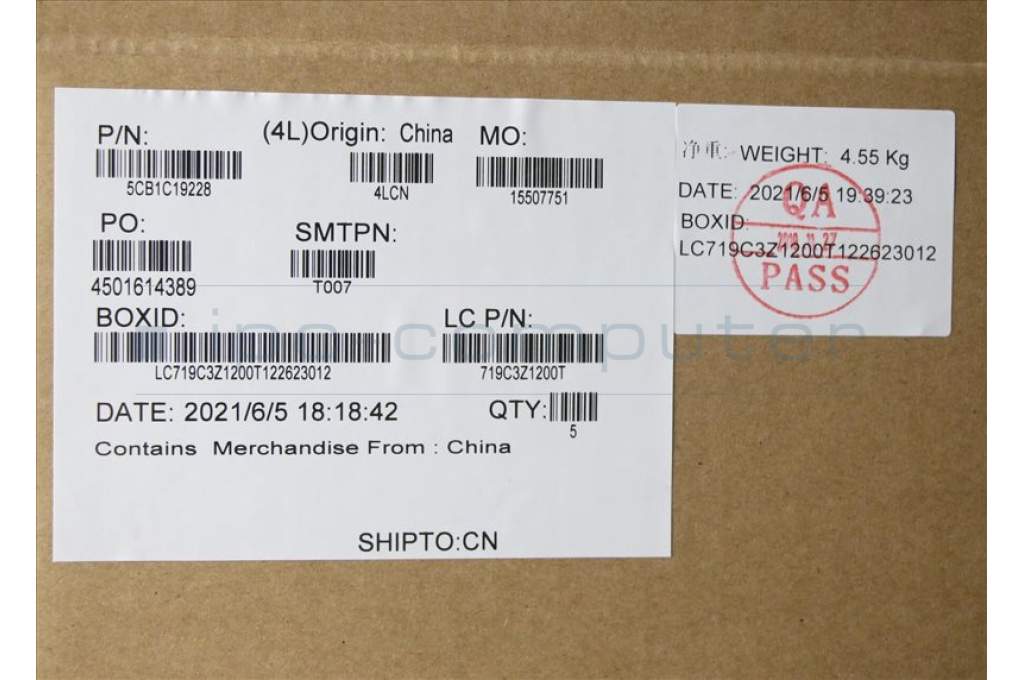 P/N:
5CB1C19228
(4L)Origin: China
4LCN
MO:
15507751
PO:
4501614389
SMTPN:
T007
BOXID:
LC719C3Z1200T122623012
LC P/N:
719C3Z1200T
DATE: 2021/6/5 18:18:42
QTY:
5
Contains Merchandise From : China
SHIPTO:CN
净重: WEIGHT: 4.55 Kg
DATE: 2021/6/5 19:39:23
BOXID:
LC719C3Z1200T122623012
QA
PASS
ipc-computer